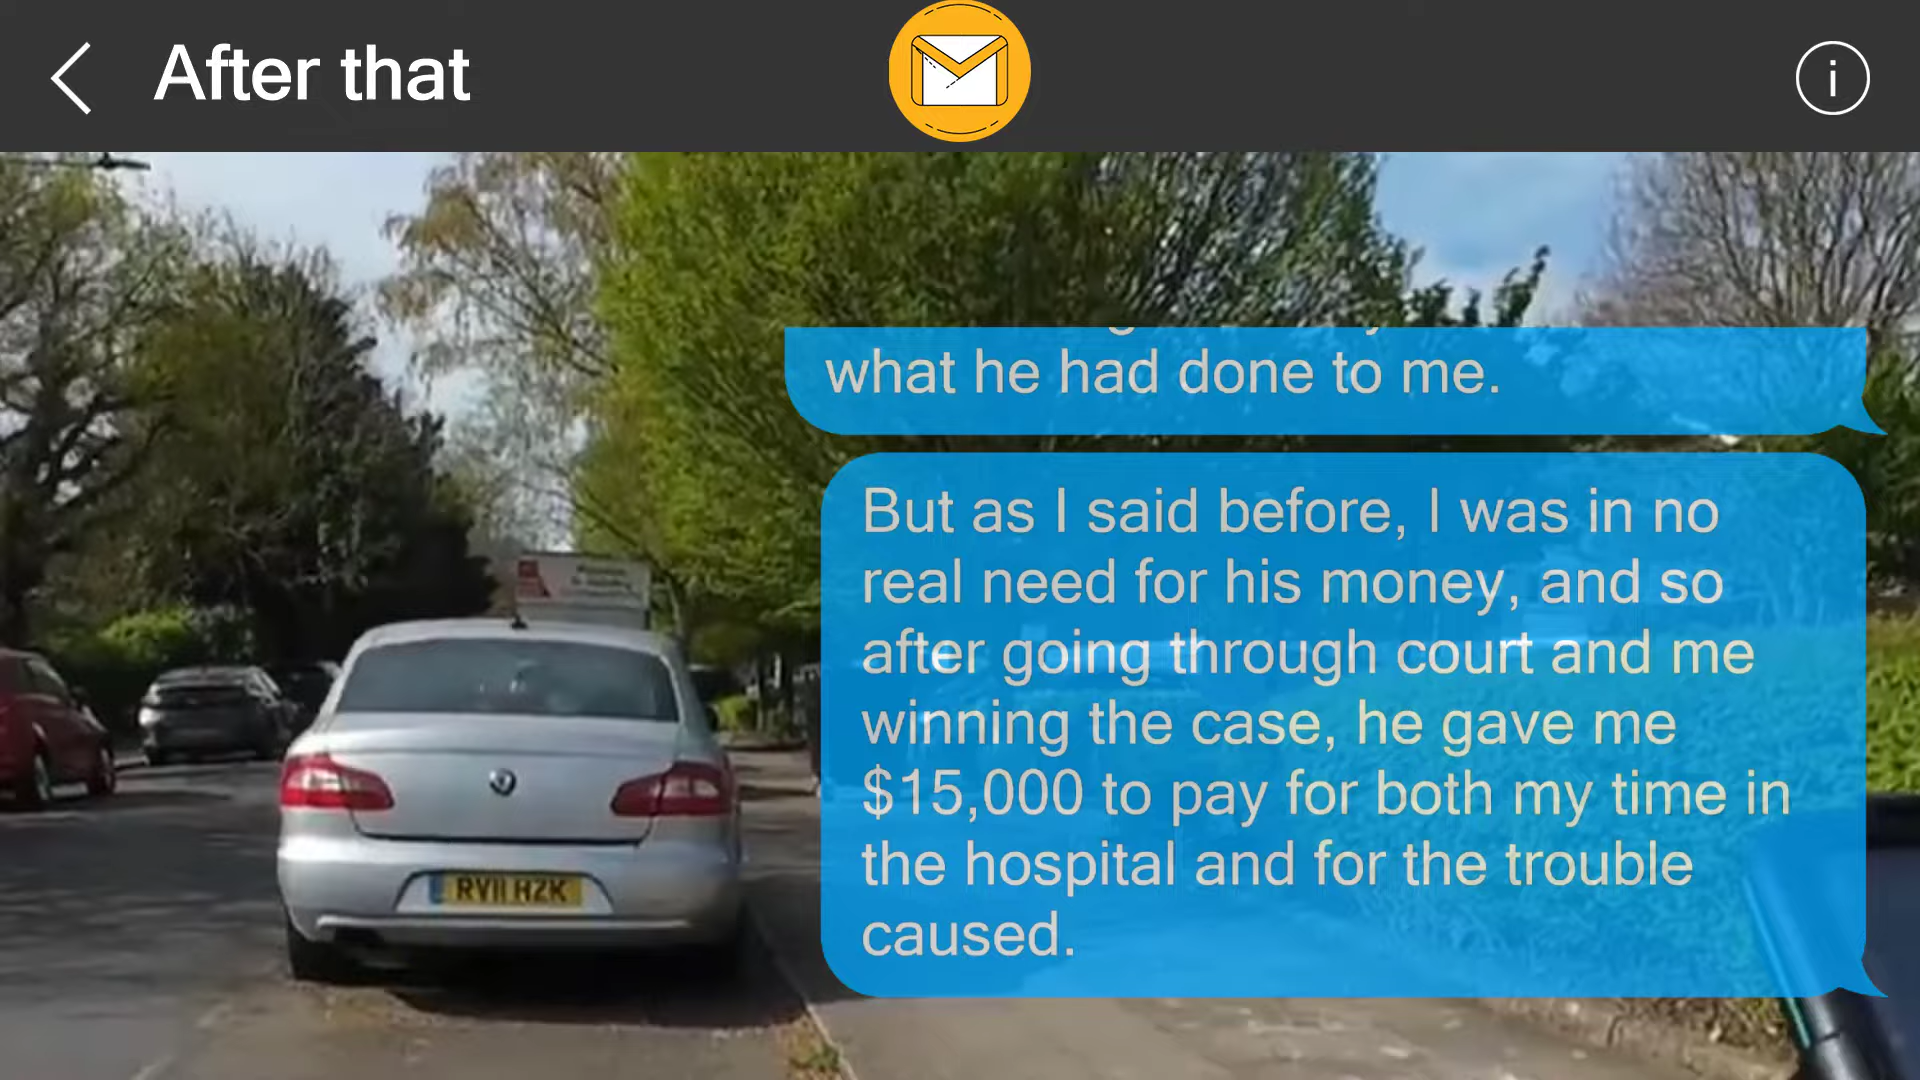 After that
what he had done to me.
But as I said before, I was in no
real need for his money, and so
after going through court and me
winning the case, he gave me
$15,000 to pay for both my time in
the hospital and for the trouble
caused.
RV11 HZK